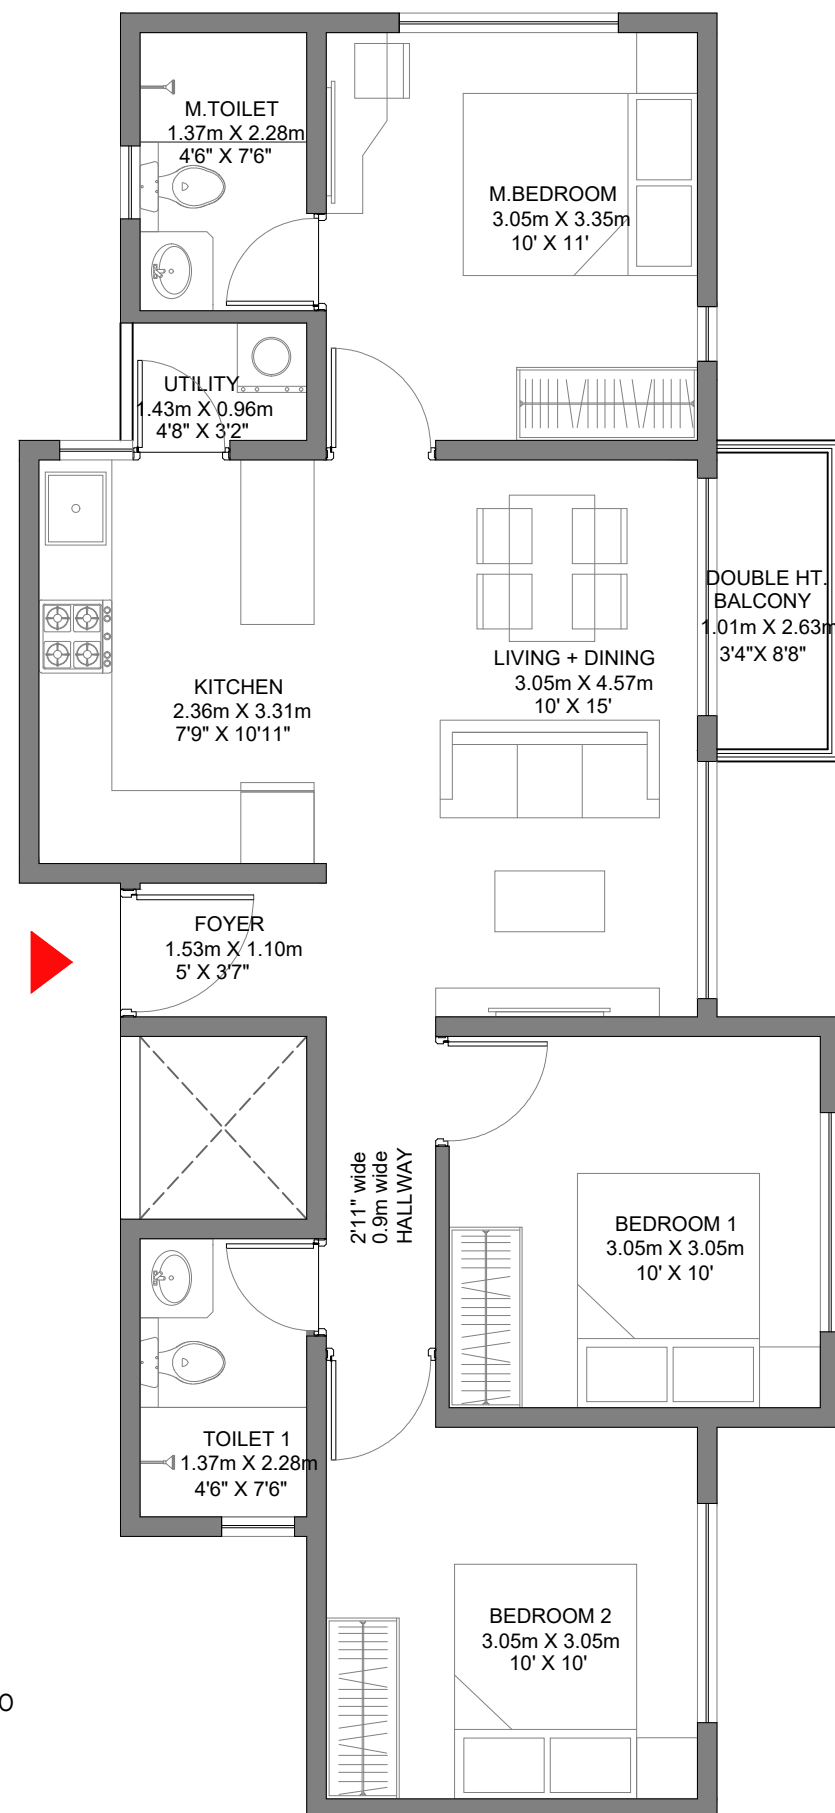 M.TOILET
1.37m X 2.28m
4'6" X 7'6"
M.BEDROOM
3.05m X 3.35m
10' X 11'
UTILITY
1.43m X 0.96m
4'8" X 3'2"
DOUBLE HT.
BALCONY
1.01m X 2.63m
3'4"X 8'8"
LIVING + DINING
3.05m X 4.57m
10' X 15'
KITCHEN
2.36m X 3.31m
7'9" X 10'11"
FOYER
1.53m X 1.10m
5' X 3'7"
2'11" wide
0.9m wide
HALLWAY
BEDROOM 1
3.05m X 3.05m
10' X 10'
TOILET 1
1.37m X 2.28m
4'6" X 7'6"
BEDROOM 2
3.05m X 3.05m
10' X 10'